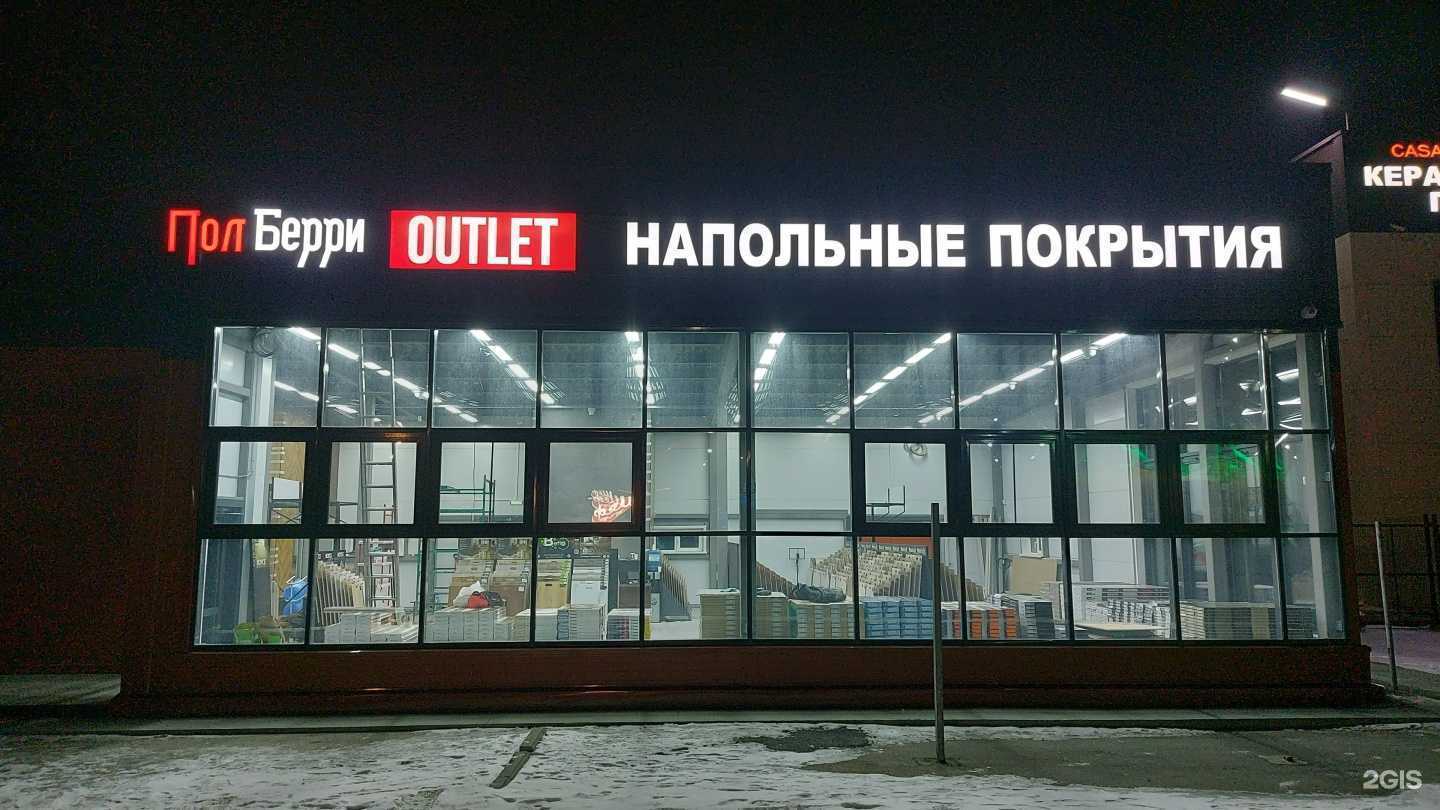 Пол Берри OUTLET НАПОЛЬНЫЕ ПОКРЫТИЯ
CASA
КЕРА
П
2GIS